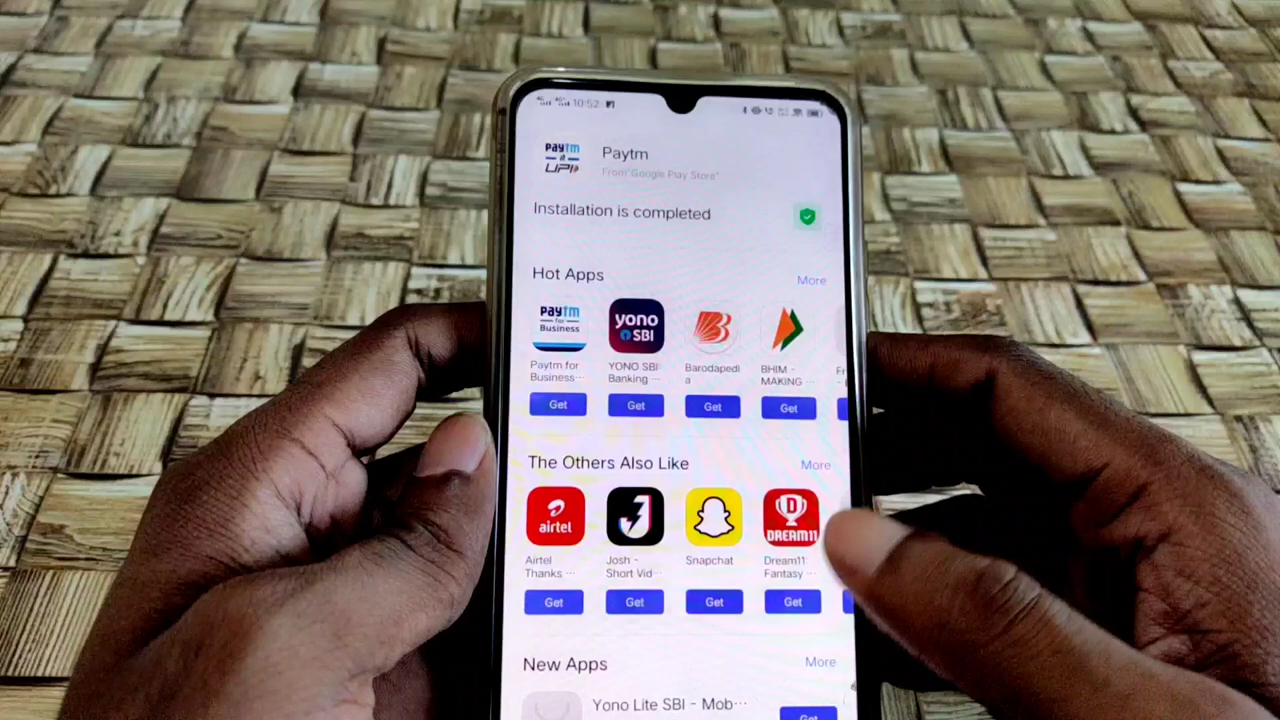 10:52
Paytm
UPI
Paytm
From"Google Play Store"
Installation is completed
Hot Apps
More
Paytm
for
Business
yono
SBI
Paytm for
Business···
YONO SBI
Banking ···
Barodapedi
a
BHIM -
MAKING ···
Get
Get
Get
Get
The Others Also Like
More
airtel
D
DREAM11
Airtel
Thanks ···
Josh -
Short Vid···
Snapchat
Dream11
Fantasy ···
Get
Get
Get
Get
New Apps
More
Yono Lite SBI - Mob···
Get